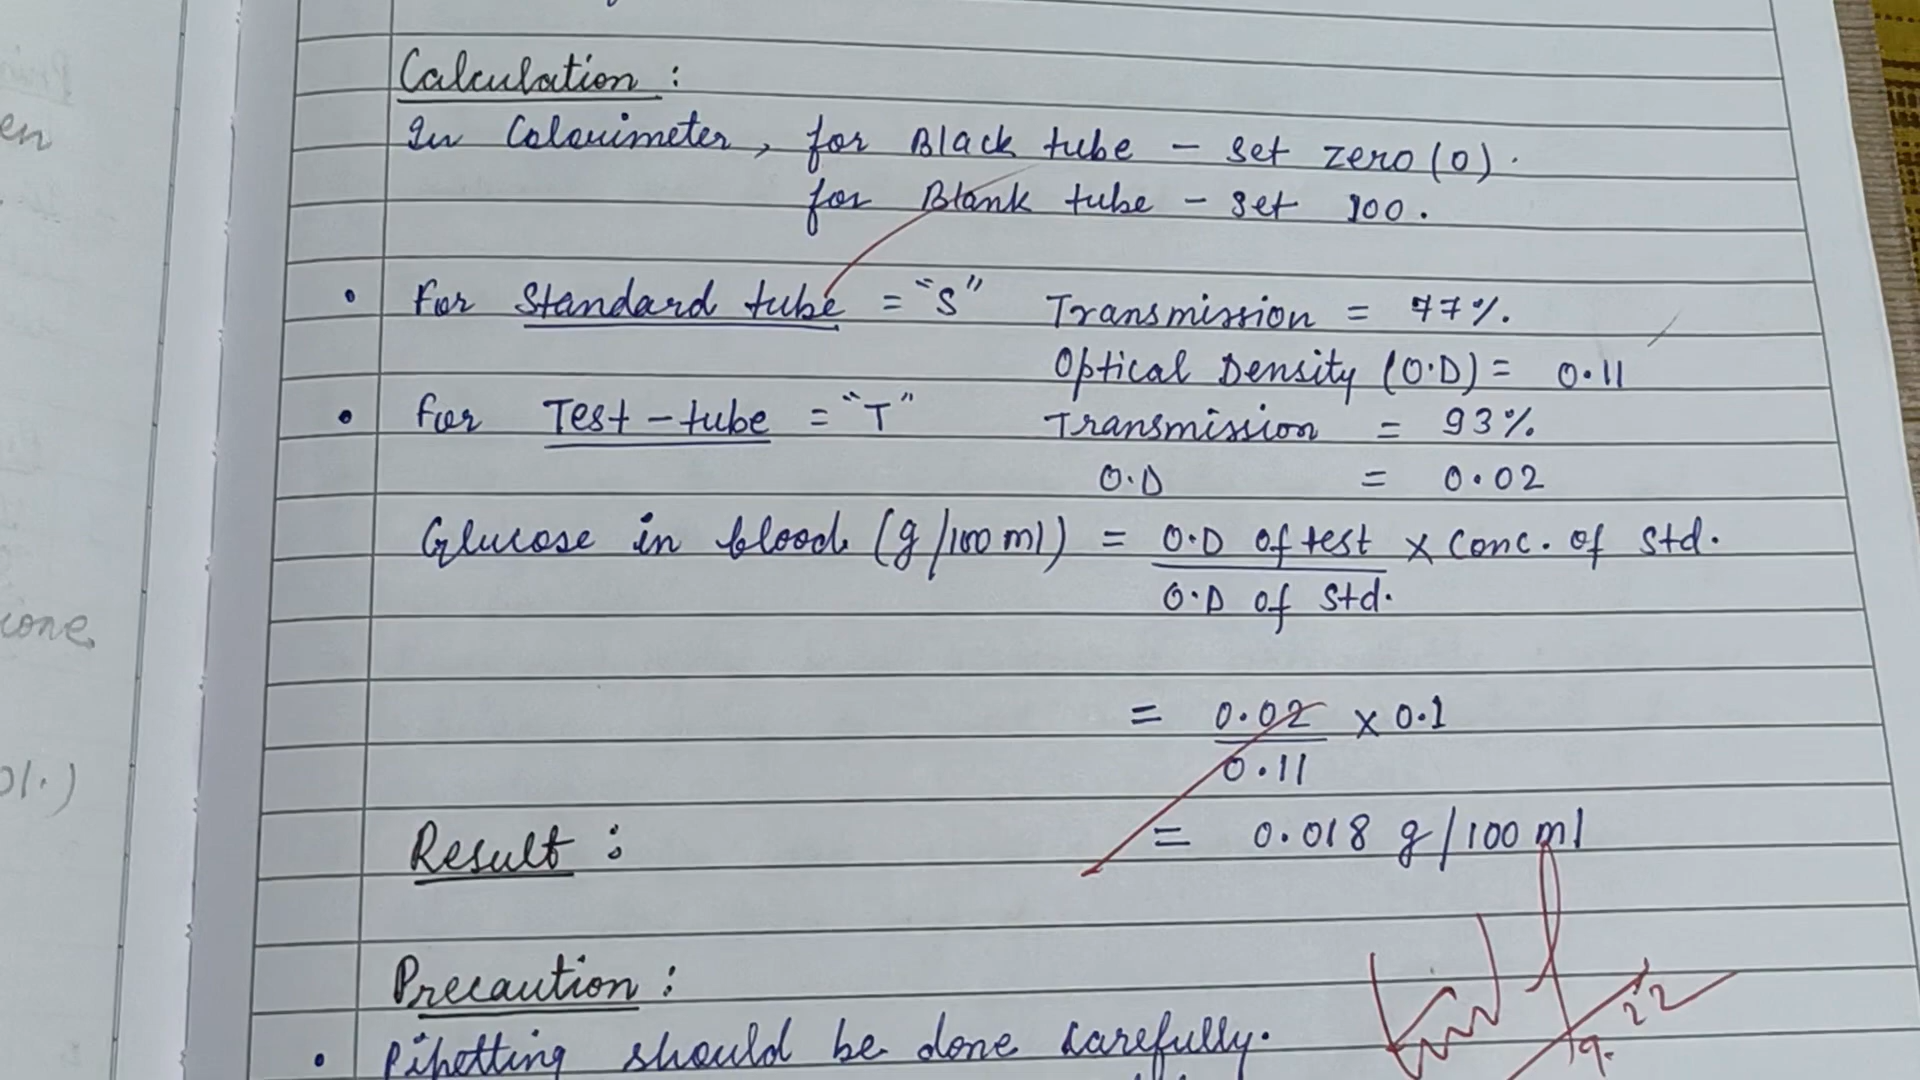 en
cone
Calculation :
In Colourimeter, for Black tube - set zero (0).
for Blank tube - set 100.
• For Standard tube = "S" Transmission = 77%.
Optical Density (O.D) = 0.11
• For Test-tube = "T" Transmission = 93%.
O.D = 0.02
Glucose in blood (g/100 ml) = O.D of test × Conc. of std.
O.D of std.
= 0.02 × 0.1
0.11
= 0.018 g/100 ml
Result :
Precaution :
• Pipetting should be done carefully.